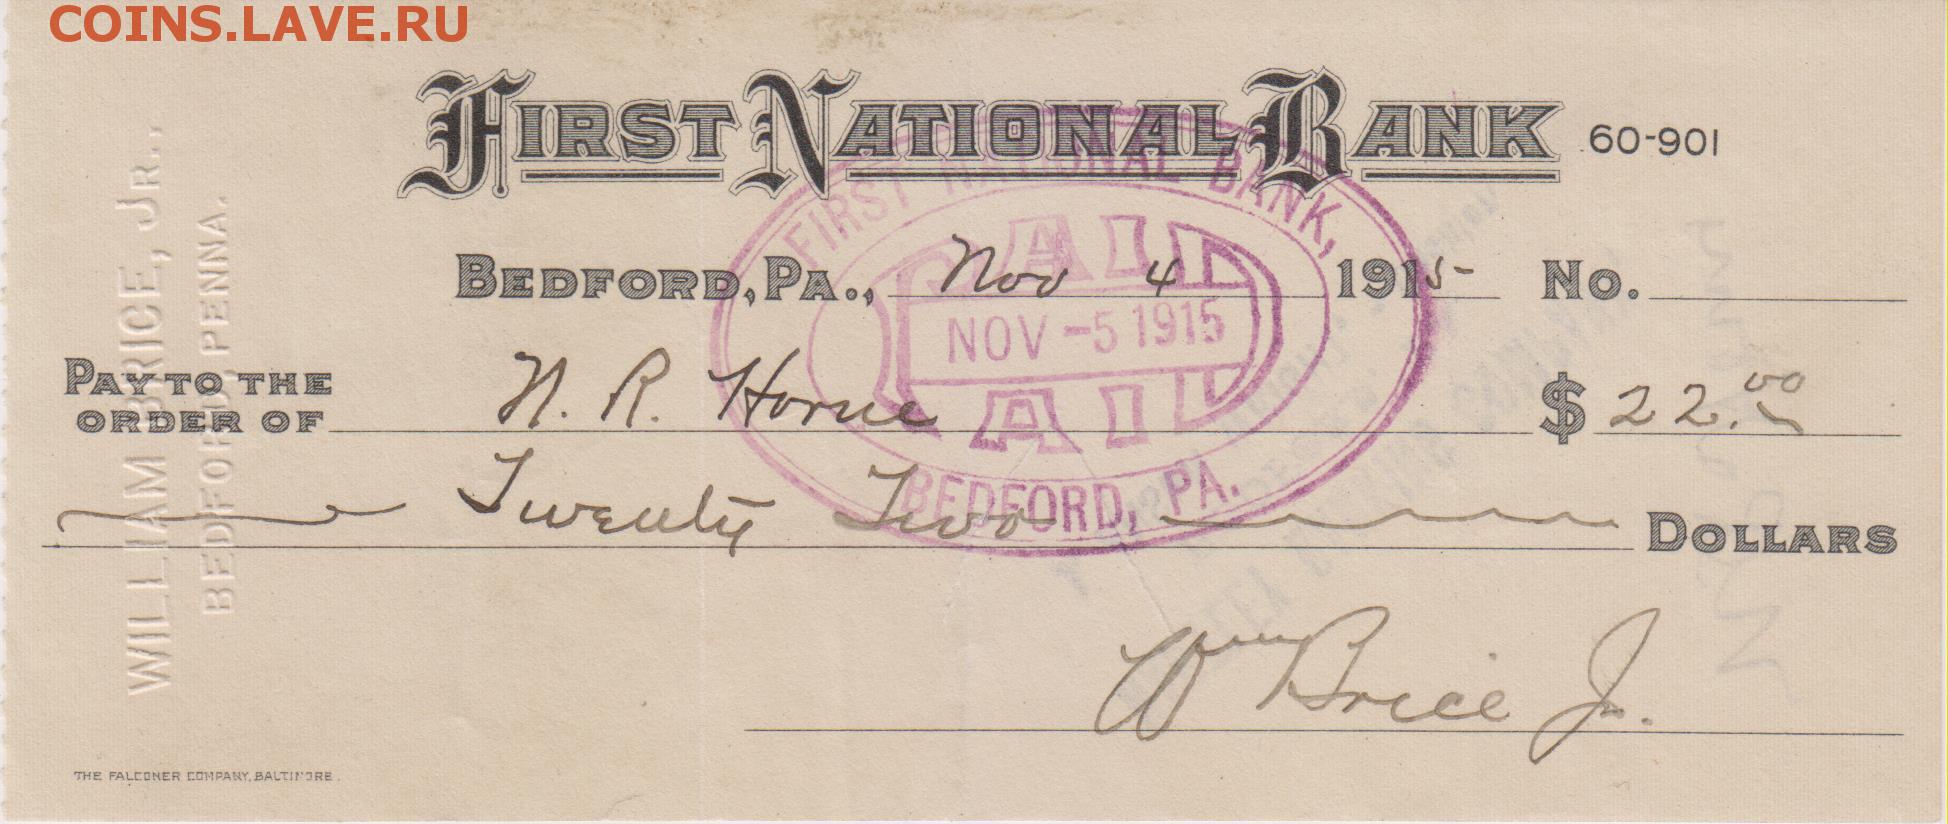 COINS.LAVE.RU
FIRST NATIONAL BANK 60-901
BEDFORD, PA., Nov 4 1915 No.
PAY TO THE ORDER OF N. R. Horne $ 22.00
Twenty Two DOLLARS
Wm Brice Jr.
THE FALCONER COMPANY, BALTIMORE.
WILLIAM BRICE, JR.,
BEDFORD, PENNA.
FIRST NATIONAL BANK,
PAID
NOV -5 1915
PAID
BEDFORD, PA.